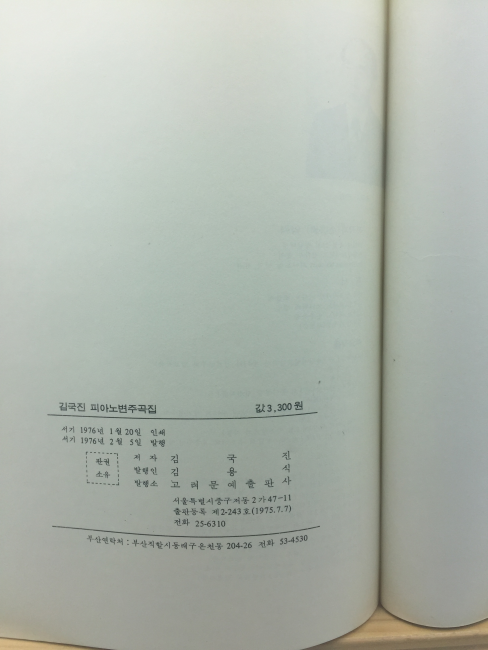 김국진 피아노변주곡집 값 3,300원
서기 1976년 1월 20일 인쇄
서기 1976년 2월 5일 발행
판권
소유
저 자 김 국 진
발행인 김 용 식
발행소 고 려 문 예 출 판 사
서울특별시중구저동 2가 47-11
출판등록 제2-243호 (1975.7.7)
전화 25-6310
부산연락처 : 부산직할시동래구온천동 204-26 전화 53-4530